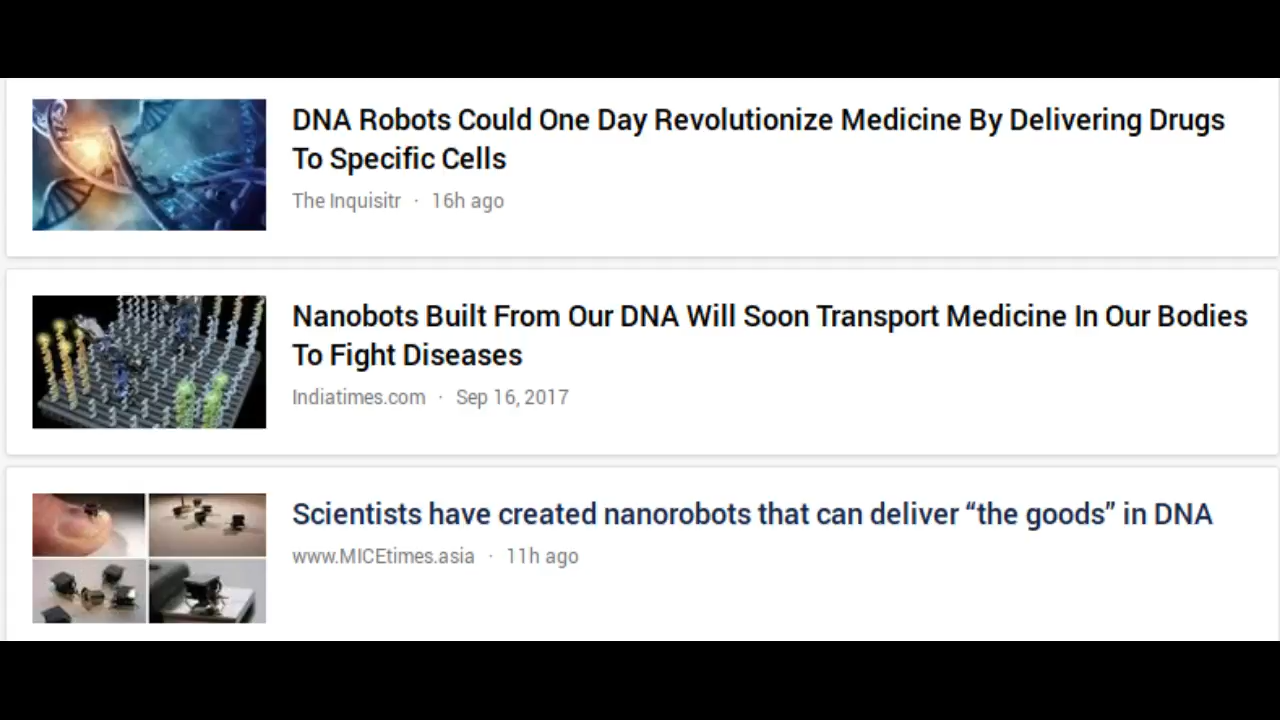 DNA Robots Could One Day Revolutionize Medicine By Delivering Drugs
To Specific Cells
The Inquisitr · 16h ago
Nanobots Built From Our DNA Will Soon Transport Medicine In Our Bodies
To Fight Diseases
Indiatimes.com · Sep 16, 2017
Scientists have created nanorobots that can deliver “the goods” in DNA
www.MICEtimes.asia · 11h ago